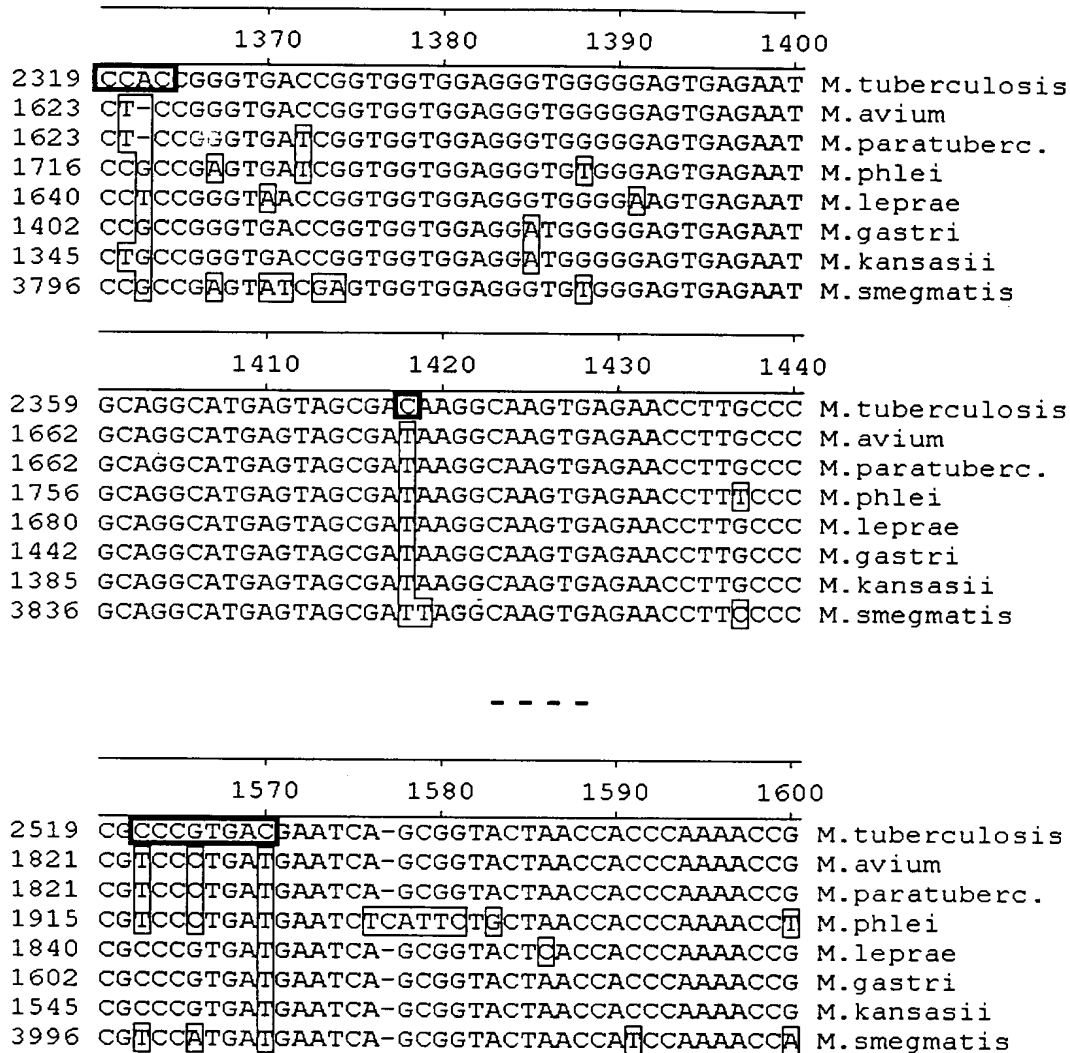 1370 1380 1390 1400
2319 CCACCGGGTGACCGGTGGTGGAGGGTGGGGGAGTGAGAAT M.tuberculosis
1623 CT-CCGGGTGACCGGTGGTGGAGGGTGGGGGAGTGAGAAT M.avium
1623 CT-CCGGGTGATCGGTGGTGGAGGGTGGGGGAGTGAGAAT M.paratuberc.
1716 CCGCCGAGTGATCGGTGGTGGAGGGTGTGGGAGTGAGAAT M.phlei
1640 CCTCCGGGTAACCGGTGGTGGAGGGTGGGGAAGTGAGAAT M.leprae
1402 CCGCCGGGTGACCGGTGGTGGAGGATGGGGGAGTGAGAAT M.gastri
1345 CTGCCGGGTGACCGGTGGTGGAGGATGGGGGAGTGAGAAT M.kansasii
3796 CCGCCGAGTATCGAGTGGTGGAGGGTGTGGGAGTGAGAAT M.smegmatis
1410 1420 1430 1440
2359 GCAGGCATGAGTAGCGACAAGGCAAGTGAGAACCTTGCCC M.tuberculosis
1662 GCAGGCATGAGTAGCGATAAGGCAAGTGAGAACCTTGCCC M.avium
1662 GCAGGCATGAGTAGCGATAAGGCAAGTGAGAACCTTGCCC M.paratuberc.
1756 GCAGGCATGAGTAGCGATAAGGCAAGTGAGAACCTTTCCC M.phlei
1680 GCAGGCATGAGTAGCGATAAGGCAAGTGAGAACCTTGCCC M.leprae
1442 GCAGGCATGAGTAGCGATAAGGCAAGTGAGAACCTTGCCC M.gastri
1385 GCAGGCATGAGTAGCGATAAGGCAAGTGAGAACCTTGCCC M.kansasii
3836 GCAGGCATGAGTAGCGATTAGGCAAGTGAGAACCTTCCCC M.smegmatis
- - - -
1570 1580 1590 1600
2519 CGCCCGTGACGAATCA-GCGGTACTAACCACCCAAAACCG M.tuberculosis
1821 CGTCCCTGATGAATCA-GCGGTACTAACCACCCAAAACCG M.avium
1821 CGTCCCTGATGAATCA-GCGGTACTAACCACCCAAAACCG M.paratuberc.
1915 CGTCCCTGATGAATCTCATTCTGCTAACCACCCAAAACCT M.phlei
1840 CGCCCGTGATGAATCA-GCGGTACTCACCACCCAAAACCG M.leprae
1602 CGCCCGTGATGAATCA-GCGGTACTAACCACCCAAAACCG M.gastri
1545 CGCCCGTGATGAATCA-GCGGTACTAACCACCCAAAACCG M.kansasii
3996 CGTCCATGATGAATCA-GCGGTACTAACCATCCAAAACCA M.smegmatis